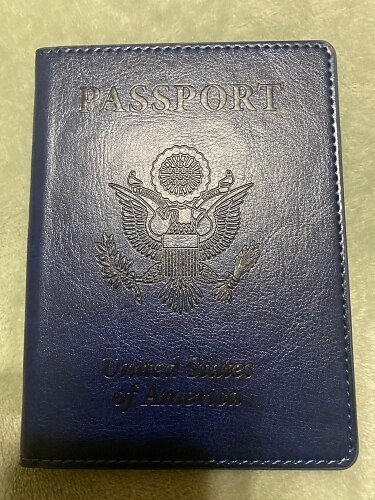 PASSPORT
United States
of America